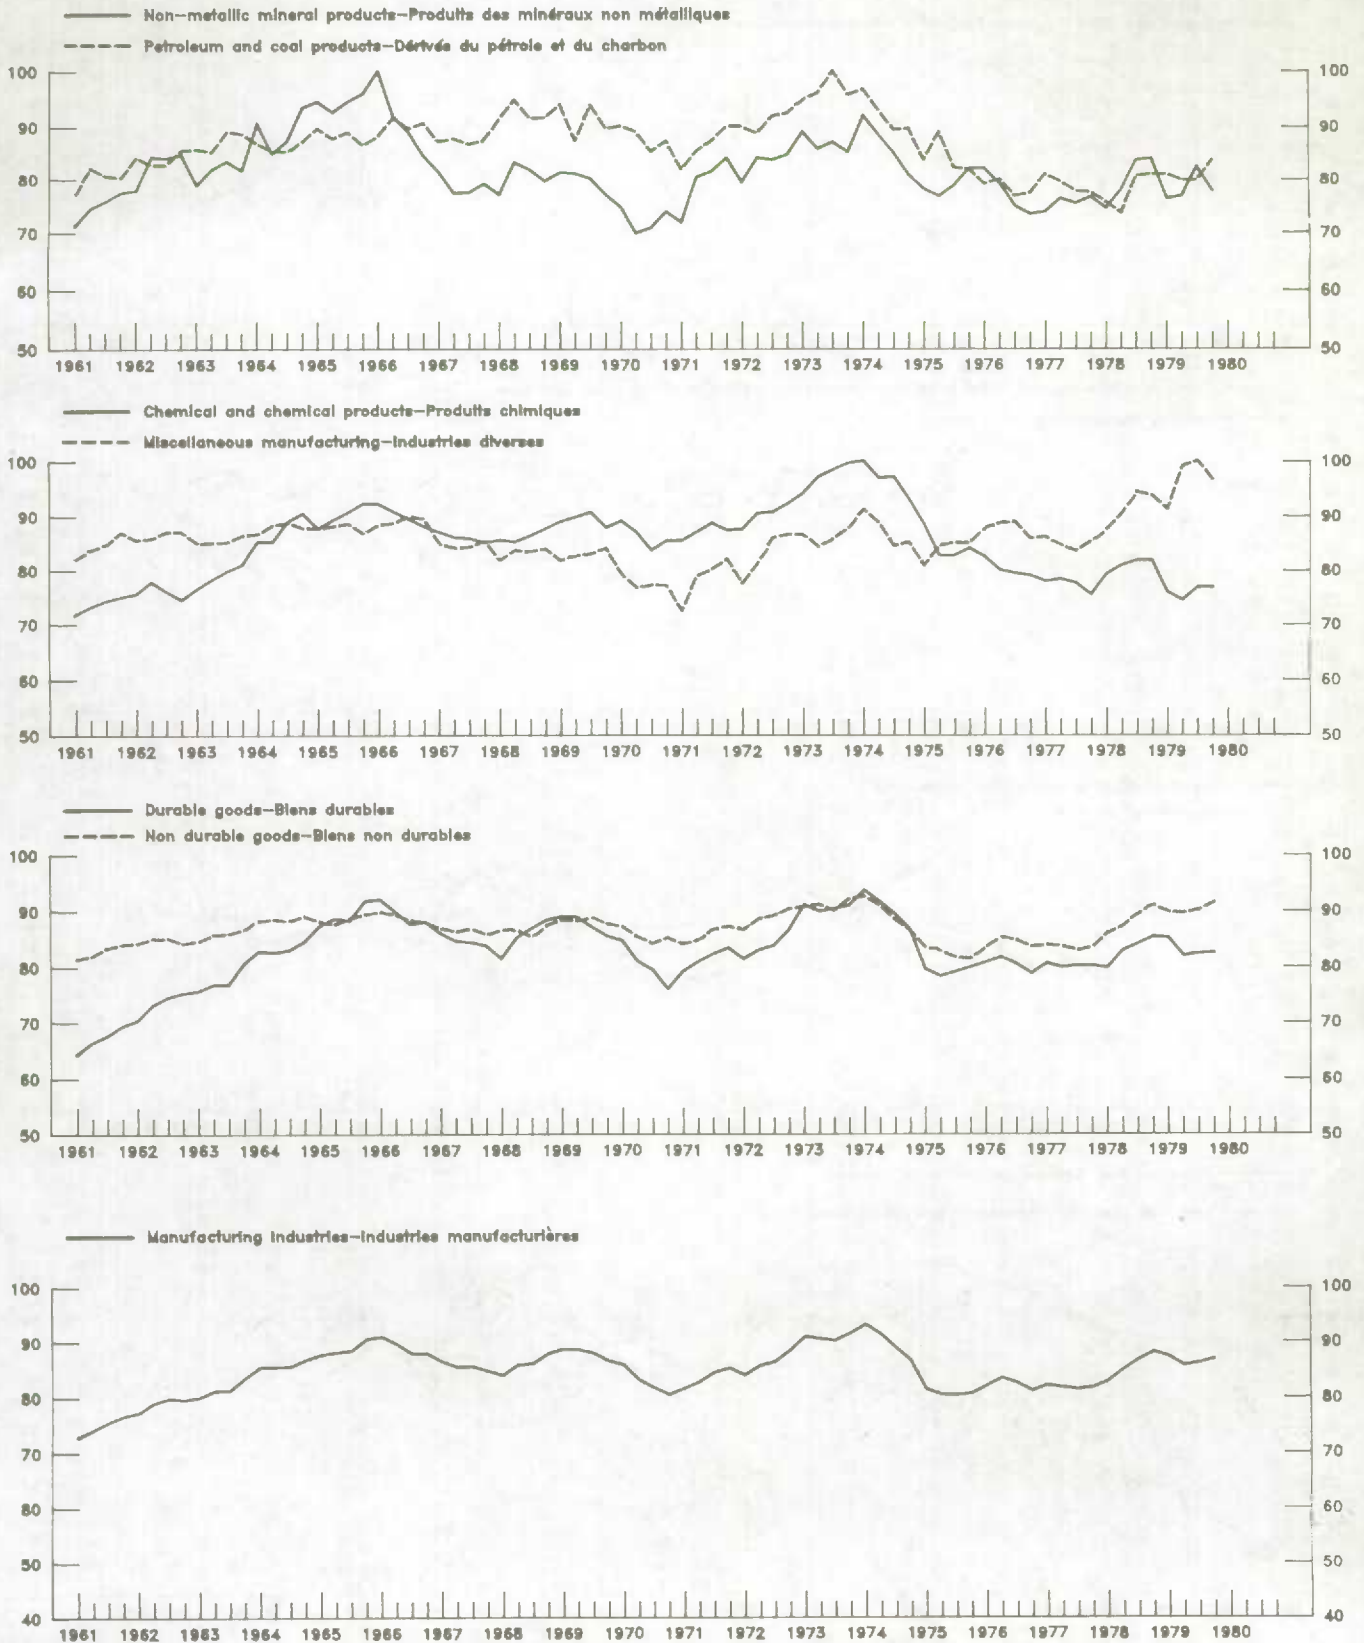 Non-metallic mineral products-Produits des minéraux non métalliques
Petroleum and coal products-Dérivés du pétrole et du charbon
100 100
90 90
80 80
70 70
60 60
50 50
1961 1962 1963 1964 1965 1966 1967 1968 1969 1970 1971 1972 1973 1974 1975 1976 1977 1978 1979 1980
Chemical and chemical products-Produits chimiques
Miscellaneous manufacturing-Industries diverses
100 100
90 90
80 80
70 70
60 60
50 50
1961 1962 1963 1964 1965 1966 1967 1968 1969 1970 1971 1972 1973 1974 1975 1976 1977 1978 1979 1980
Durable goods-Biens durables
Non durable goods-Biens non durables
100 100
90 90
80 80
70 70
60 60
50 50
1961 1962 1963 1964 1965 1966 1967 1968 1969 1970 1971 1972 1973 1974 1975 1976 1977 1978 1979 1980
Manufacturing industries-Industries manufacturières
100 100
90 90
80 80
70 70
60 60
50 50
40 40
1961 1962 1963 1964 1965 1966 1967 1968 1969 1970 1971 1972 1973 1974 1975 1976 1977 1978 1979 1980